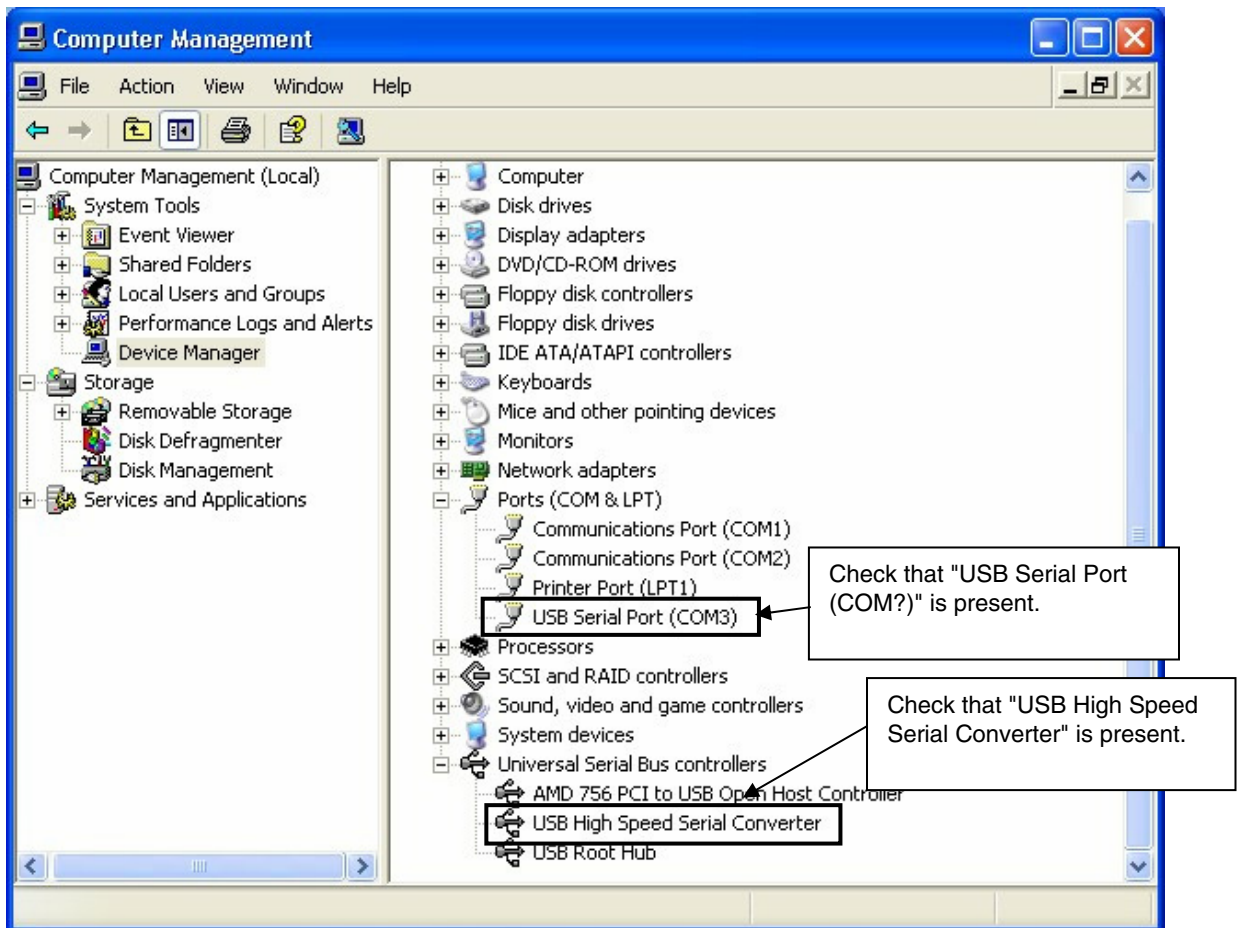 Computer Management
File Action View Window Help
Computer Management (Local)
System Tools
Event Viewer
Shared Folders
Local Users and Groups
Performance Logs and Alerts
Device Manager
Storage
Removable Storage
Disk Defragmenter
Disk Management
Services and Applications
Computer
Disk drives
Display adapters
DVD/CD-ROM drives
Floppy disk controllers
Floppy disk drives
IDE ATA/ATAPI controllers
Keyboards
Mice and other pointing devices
Monitors
Network adapters
Ports (COM & LPT)
Communications Port (COM1)
Communications Port (COM2)
Printer Port (LPT1)
USB Serial Port (COM3)
Check that "USB Serial Port
(COM?)" is present.
Processors
SCSI and RAID controllers
Sound, video and game controllers
System devices
Universal Serial Bus controllers
Check that "USB High Speed
Serial Converter" is present.
AMD 756 PCI to USB Open Host Controller
USB High Speed Serial Converter
USB Root Hub